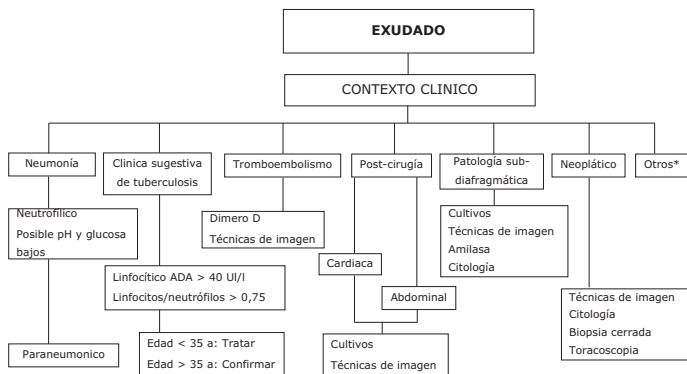 EXUDADO
CONTEXTO CLINICO
Neumonía
Clinica sugestiva
de tuberculosis
Tromboembolismo
Post-cirugía
Patología sub-
diafragmática
Neoplático
Otros*
Neutrofilico
Posible pH y glucosa
bajos
Dimero D
Técnicas de imagen
Cultivos
Técnicas de imagen
Amilasa
Citología
Cardiaca
Linfocítico ADA > 40 Ul/l
Linfocitos/neutrófilos > 0,75
Abdominal
Técnicas de imagen
Citología
Biopsia cerrada
Toracoscopia
Paraneumonico
Edad < 35 a: Tratar
Edad > 35 a: Confirmar
Cultivos
Técnicas de imagen